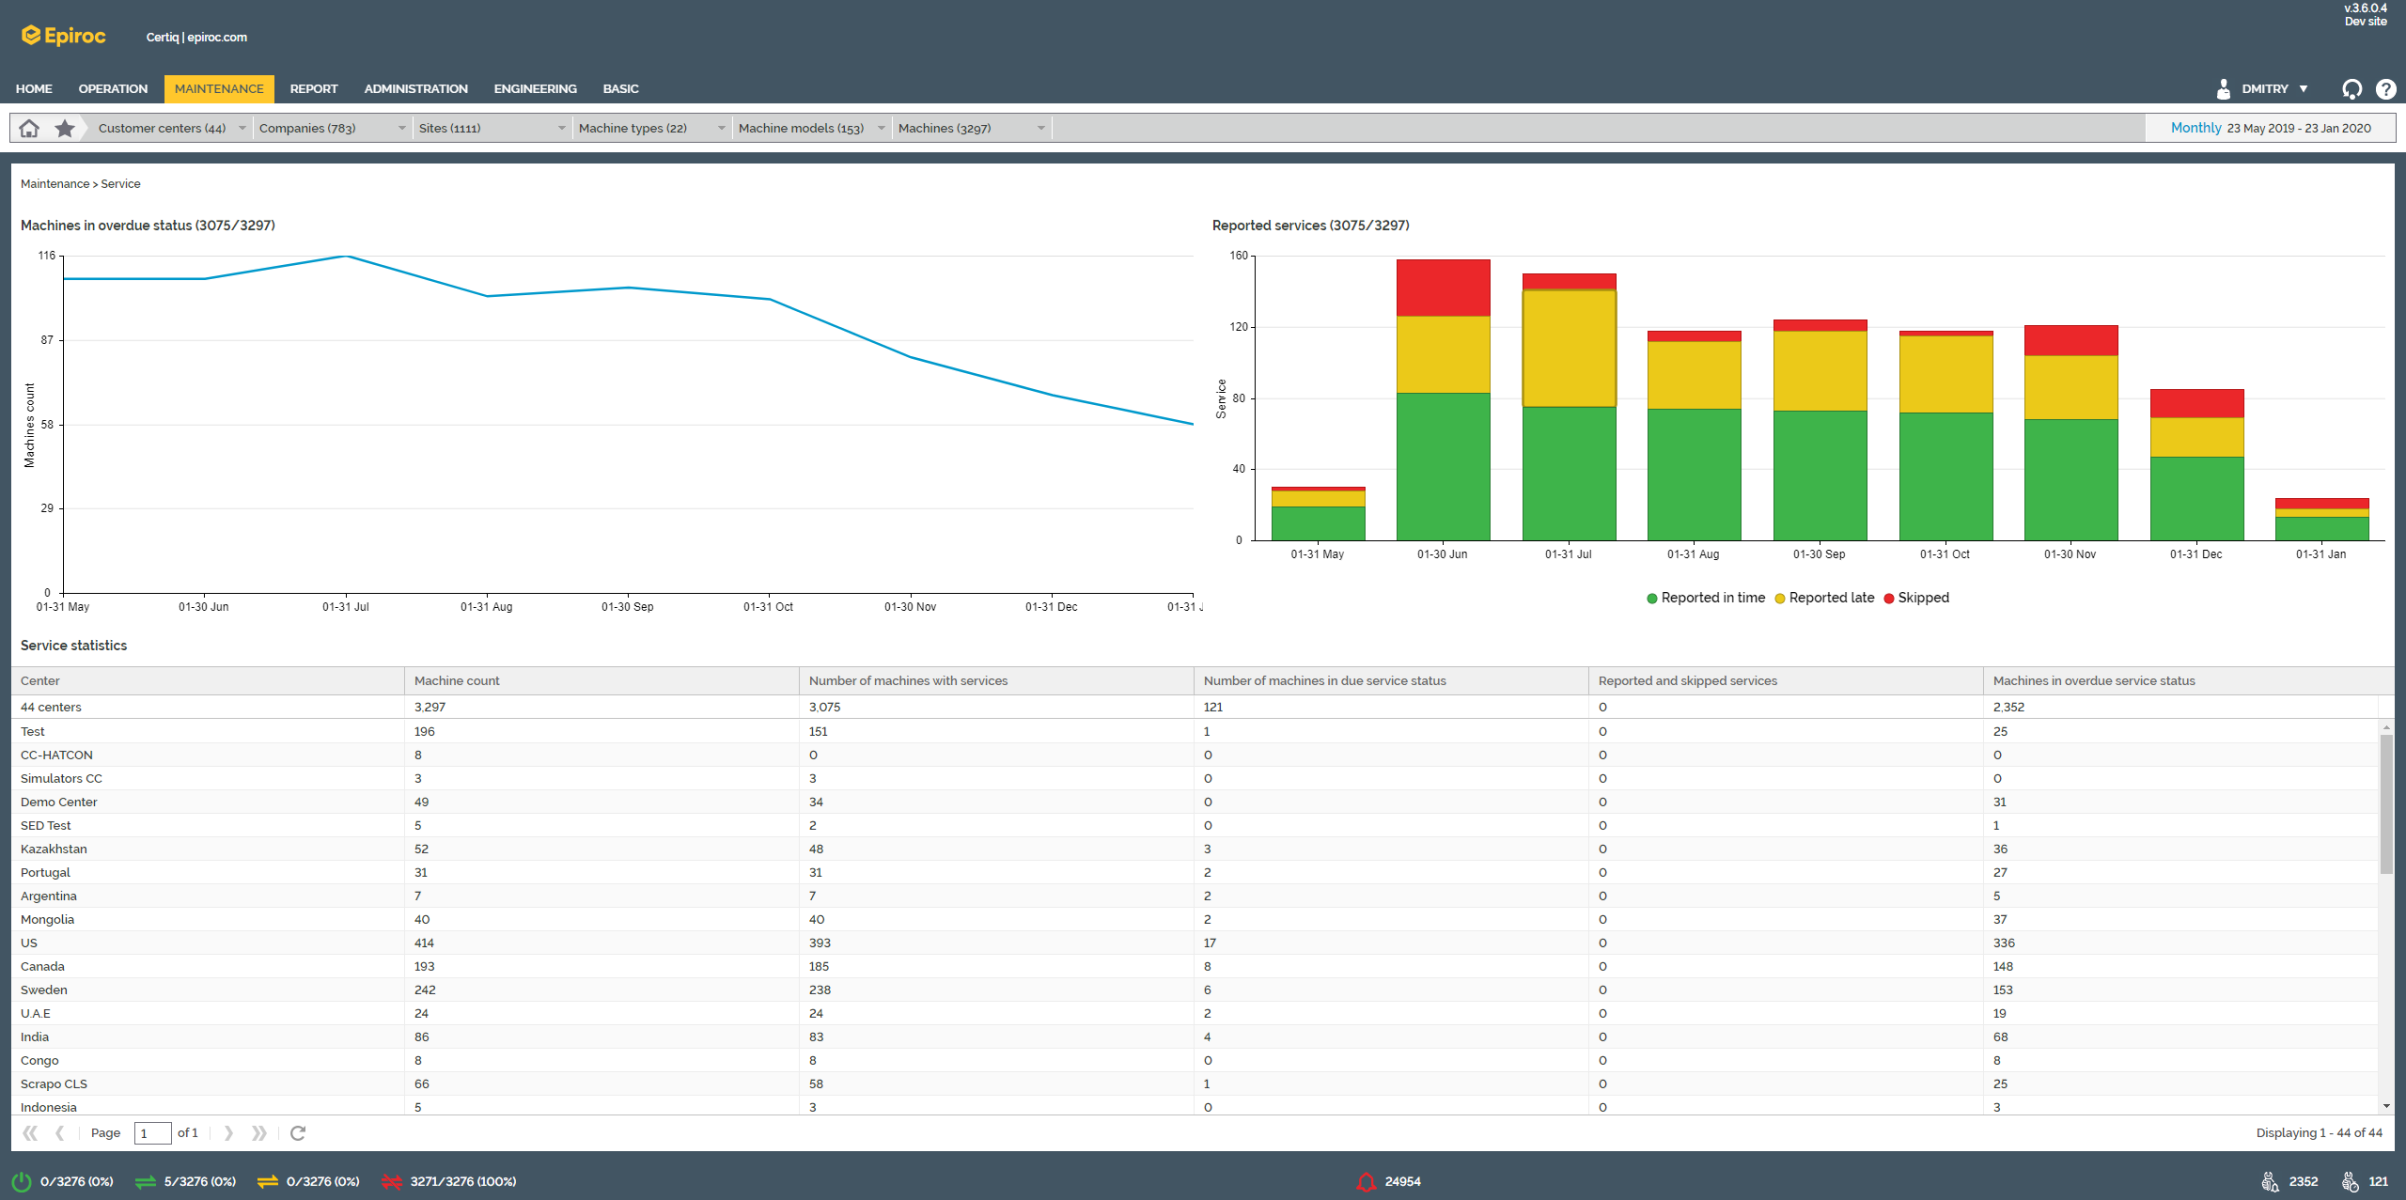 v.3.6.0.4
Dev site
Epiroc
Certiq | epiroc.com
HOME OPERATION MAINTENANCE REPORT ADMINISTRATION ENGINEERING BASIC DMITRY ?
Customer centers (44) Companies (783) Sites (1111) Machine types (22) Machine models (153) Machines (3297) Monthly 23 May 2019 - 23 Jan 2020
Maintenance > Service
Machines in overdue status (3075/3297)
116
87
58
29
0
Machines count
01-31 May 01-30 Jun 01-31 Jul 01-31 Aug 01-30 Sep 01-31 Oct 01-30 Nov 01-31 Dec 01-31 J
Reported services (3075/3297)
160
120
80
40
0
Service
01-31 May 01-30 Jun 01-31 Jul 01-31 Aug 01-30 Sep 01-31 Oct 01-30 Nov 01-31 Dec 01-31 Jan
Reported in time Reported late Skipped
Service statistics
Center Machine count Number of machines with services Number of machines in due service status Reported and skipped services Machines in overdue service status
44 centers 3,297 3,075 121 0 2,352
Test 196 151 1 0 25
CC-HATCON 8 0 0 0 0
Simulators CC 3 3 0 0 0
Demo Center 49 34 0 0 31
SED Test 5 2 0 0 1
Kazakhstan 52 48 3 0 36
Portugal 31 31 2 0 27
Argentina 7 7 2 0 5
Mongolia 40 40 2 0 37
US 414 393 17 0 336
Canada 193 185 8 0 148
Sweden 242 238 6 0 153
U.A.E 24 24 2 0 19
India 86 83 4 0 68
Congo 8 8 0 0 8
Scrapo CLS 66 58 1 0 25
Indonesia 5 3 0 0 3
Page 1 of 1 Displaying 1 - 44 of 44
0/3276 (0%) 5/3276 (0%) 0/3276 (0%) 3271/3276 (100%) 24954 2352 121